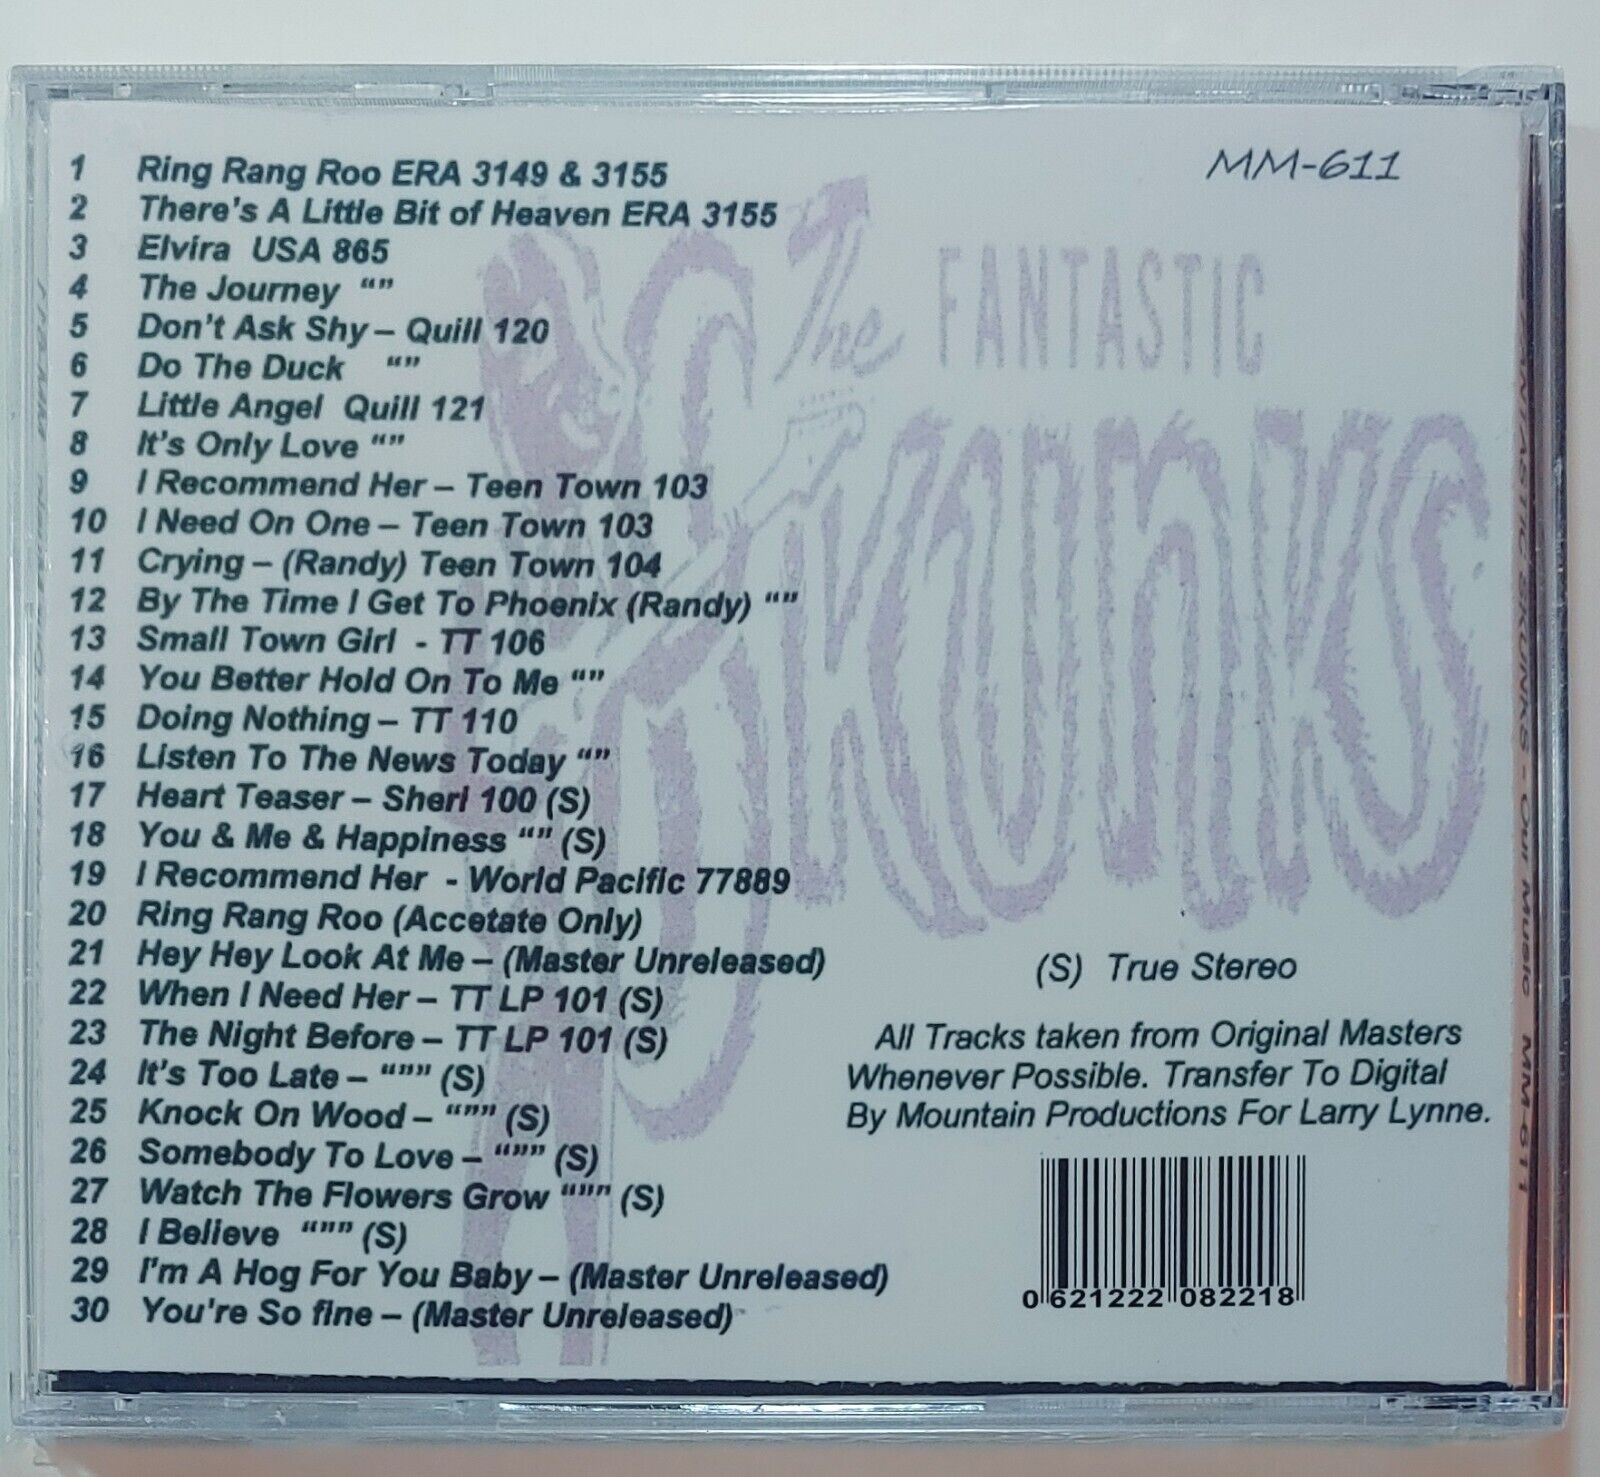 1 Ring Rang Roo ERA 3149 & 3155
2 There's A Little Bit of Heaven ERA 3155
3 Elvira USA 865
4 The Journey “”
5 Don't Ask Shy – Quill 120
6 Do The Duck “”
7 Little Angel Quill 121
8 It's Only Love “”
9 I Recommend Her – Teen Town 103
10 I Need On One – Teen Town 103
11 Crying – (Randy) Teen Town 104
12 By The Time I Get To Phoenix (Randy) “”
13 Small Town Girl - TT 106
14 You Better Hold On To Me “”
15 Doing Nothing – TT 110
16 Listen To The News Today “”
17 Heart Teaser – Sheri 100 (S)
18 You & Me & Happiness “” (S)
19 I Recommend Her - World Pacific 77889
20 Ring Rang Roo (Accetate Only)
21 Hey Hey Look At Me – (Master Unreleased)
22 When I Need Her – TT LP 101 (S)
23 The Night Before – TT LP 101 (S)
24 It's Too Late – “”” (S)
25 Knock On Wood – “”” (S)
26 Somebody To Love – “”” (S)
27 Watch The Flowers Grow “”” (S)
28 I Believe “”” (S)
29 I'm A Hog For You Baby – (Master Unreleased)
30 You're So fine – (Master Unreleased)
MM-611
The FANTASTIC
SKUNKS
(S) True Stereo
All Tracks taken from Original Masters
Whenever Possible. Transfer To Digital
By Mountain Productions For Larry Lynne.
0 621222 082218
FANTASTIC SKUNKS - Our Music MM-611